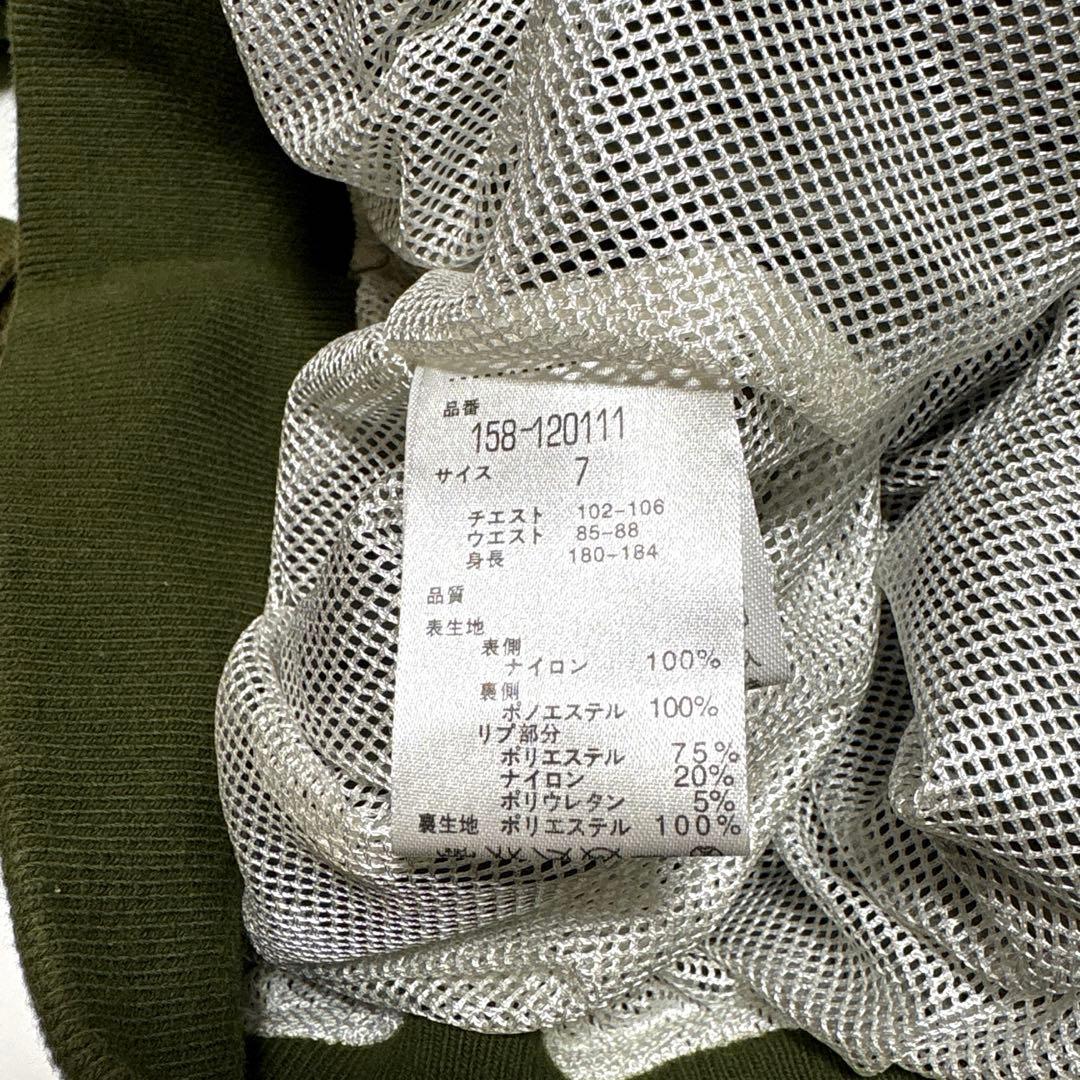 品番
158-120111
サイズ 7
チエスト 102-106
ウエスト 85-88
身長 180-184
品質
表生地
表側
ナイロン 100%
裏側
ポノエステル 100%
リブ部分
ポリエステル 75%
ナイロン 20%
ポリウレタン 5%
裏生地 ポリエステル 100%